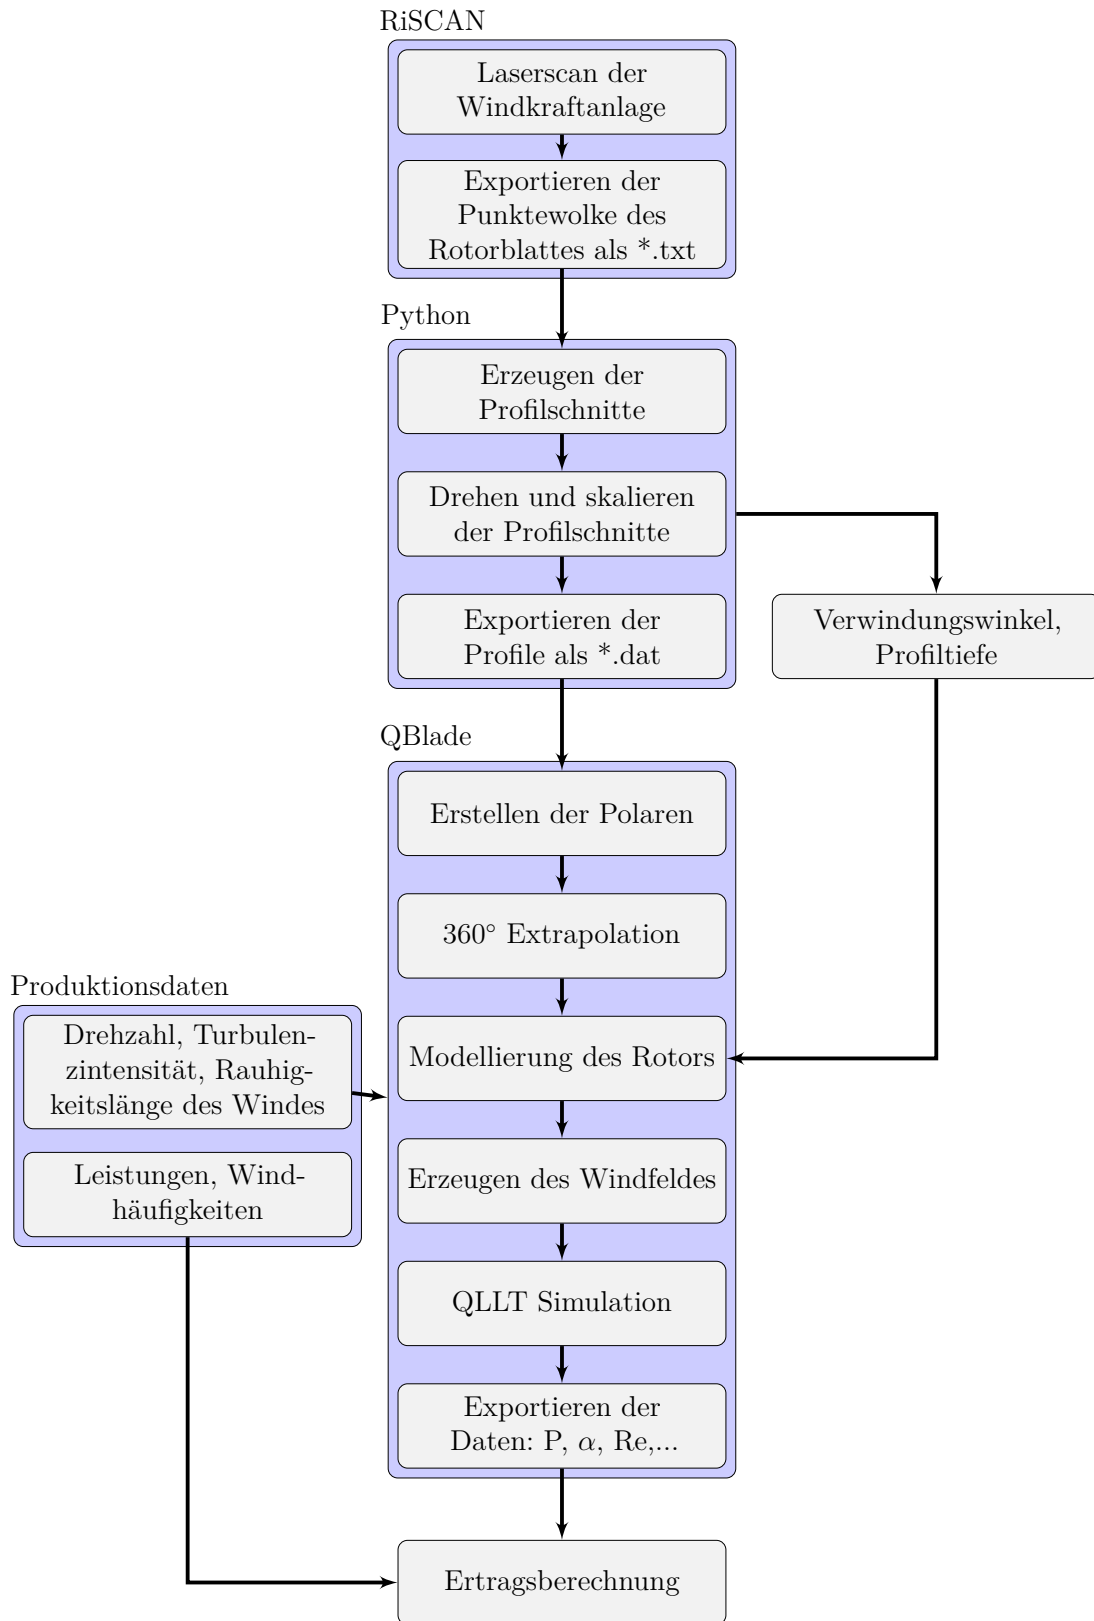 RiSCAN
Laserscan der
Windkraftanlage
Exportieren der
Punktewolke des
Rotorblattes als *.txt
Python
Erzeugen der
Profilschnitte
Drehen und skalieren
der Profilschnitte
Exportieren der
Profile als *.dat
Verwindungswinkel,
Profiltiefe
QBlade
Erstellen der Polaren
360° Extrapolation
Modellierung des Rotors
Erzeugen des Windfeldes
QLLT Simulation
Exportieren der
Daten: P, α, Re,...
Produktionsdaten
Drehzahl, Turbulen-
zintensität, Rauhig-
keitslänge des Windes
Leistungen, Wind-
häufigkeiten
Ertragsberechnung